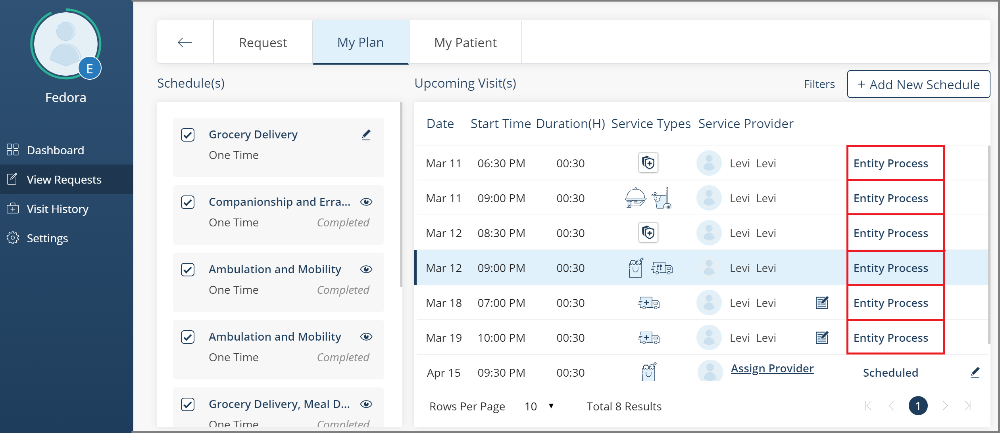 E
Fedora
Dashboard
View Requests
Visit History
Settings
Request
My Plan
My Patient
Schedule(s)
Grocery Delivery
One Time
Companionship and Erra...
One Time Completed
Ambulation and Mobility
One Time Completed
Ambulation and Mobility
One Time Completed
Grocery Delivery, Meal D...
One Time Completed
Upcoming Visit(s)
Filters
+ Add New Schedule
Date Start Time Duration(H) Service Types Service Provider
Mar 11 06:30 PM 00:30 Levi Levi Entity Process
Mar 11 09:00 PM 00:30 Levi Levi Entity Process
Mar 12 08:30 PM 00:30 Levi Levi Entity Process
Mar 12 09:00 PM 00:30 Levi Levi Entity Process
Mar 18 07:00 PM 00:30 Levi Levi Entity Process
Mar 19 10:00 PM 00:30 Levi Levi Entity Process
Apr 15 09:30 PM 00:30 Assign Provider Scheduled
Rows Per Page 10 Total 8 Results 1